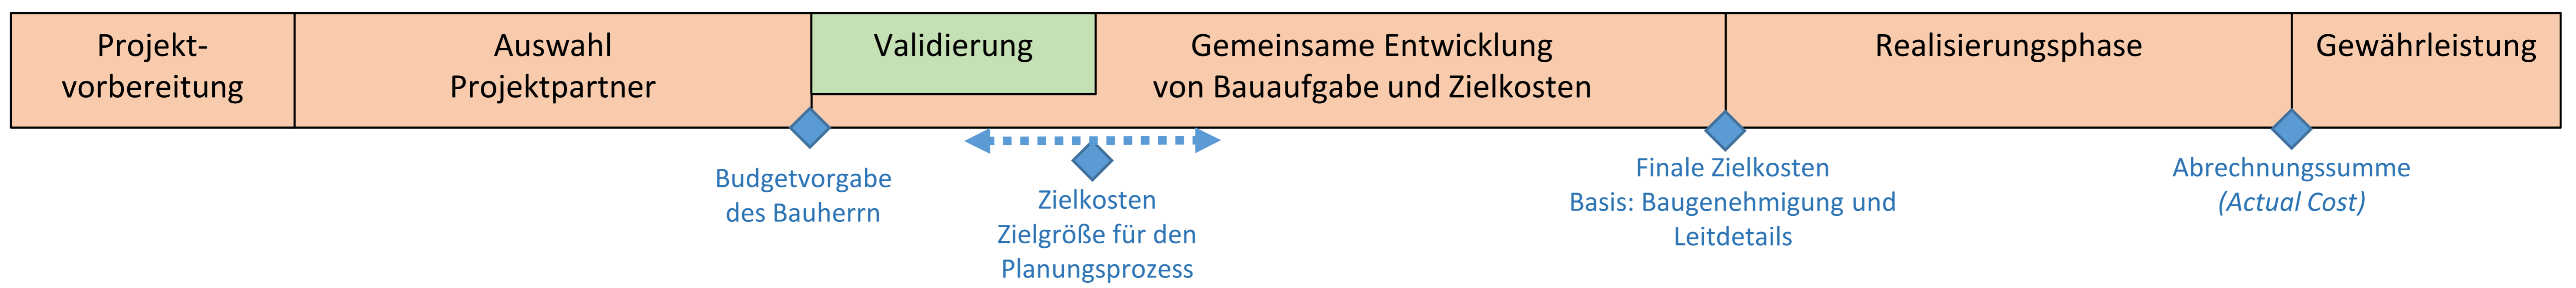 Projekt-
vorbereitung
Auswahl
Projektpartner
Validierung
Gemeinsame Entwicklung
von Bauaufgabe und Zielkosten
Realisierungsphase
Gewährleistung
Budgetvorgabe
des Bauherrn
Zielkosten
Zielgröße für den
Planungsprozess
Finale Zielkosten
Basis: Baugenehmigung und
Leitdetails
Abrechnungssumme
(Actual Cost)